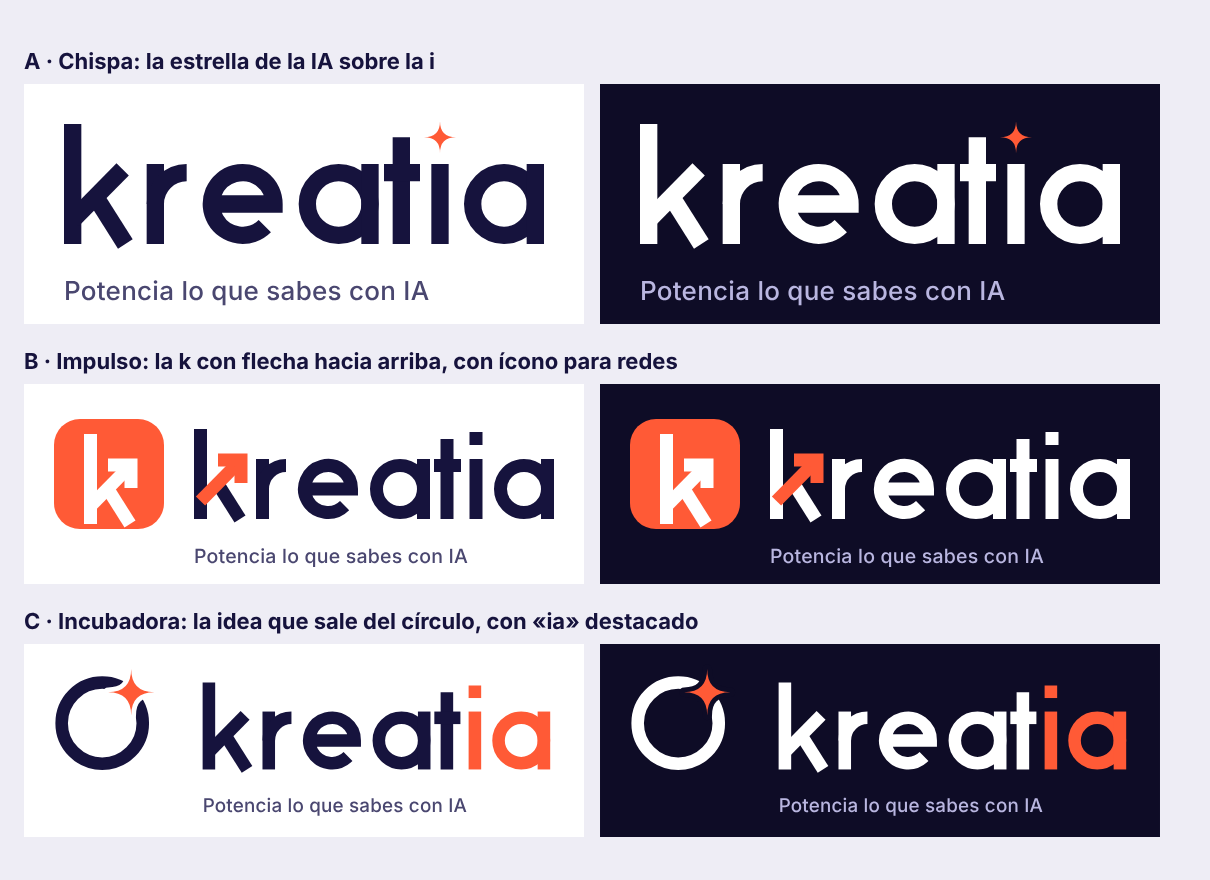 A · Chispa: la estrella de la IA sobre la i
kreatia
Potencia lo que sabes con IA
kreatia
Potencia lo que sabes con IA
B · Impulso: la k con flecha hacia arriba, con ícono para redes
k kreatia
Potencia lo que sabes con IA
k kreatia
Potencia lo que sabes con IA
C · Incubadora: la idea que sale del círculo, con «ia» destacado
kreatia
Potencia lo que sabes con IA
kreatia
Potencia lo que sabes con IA